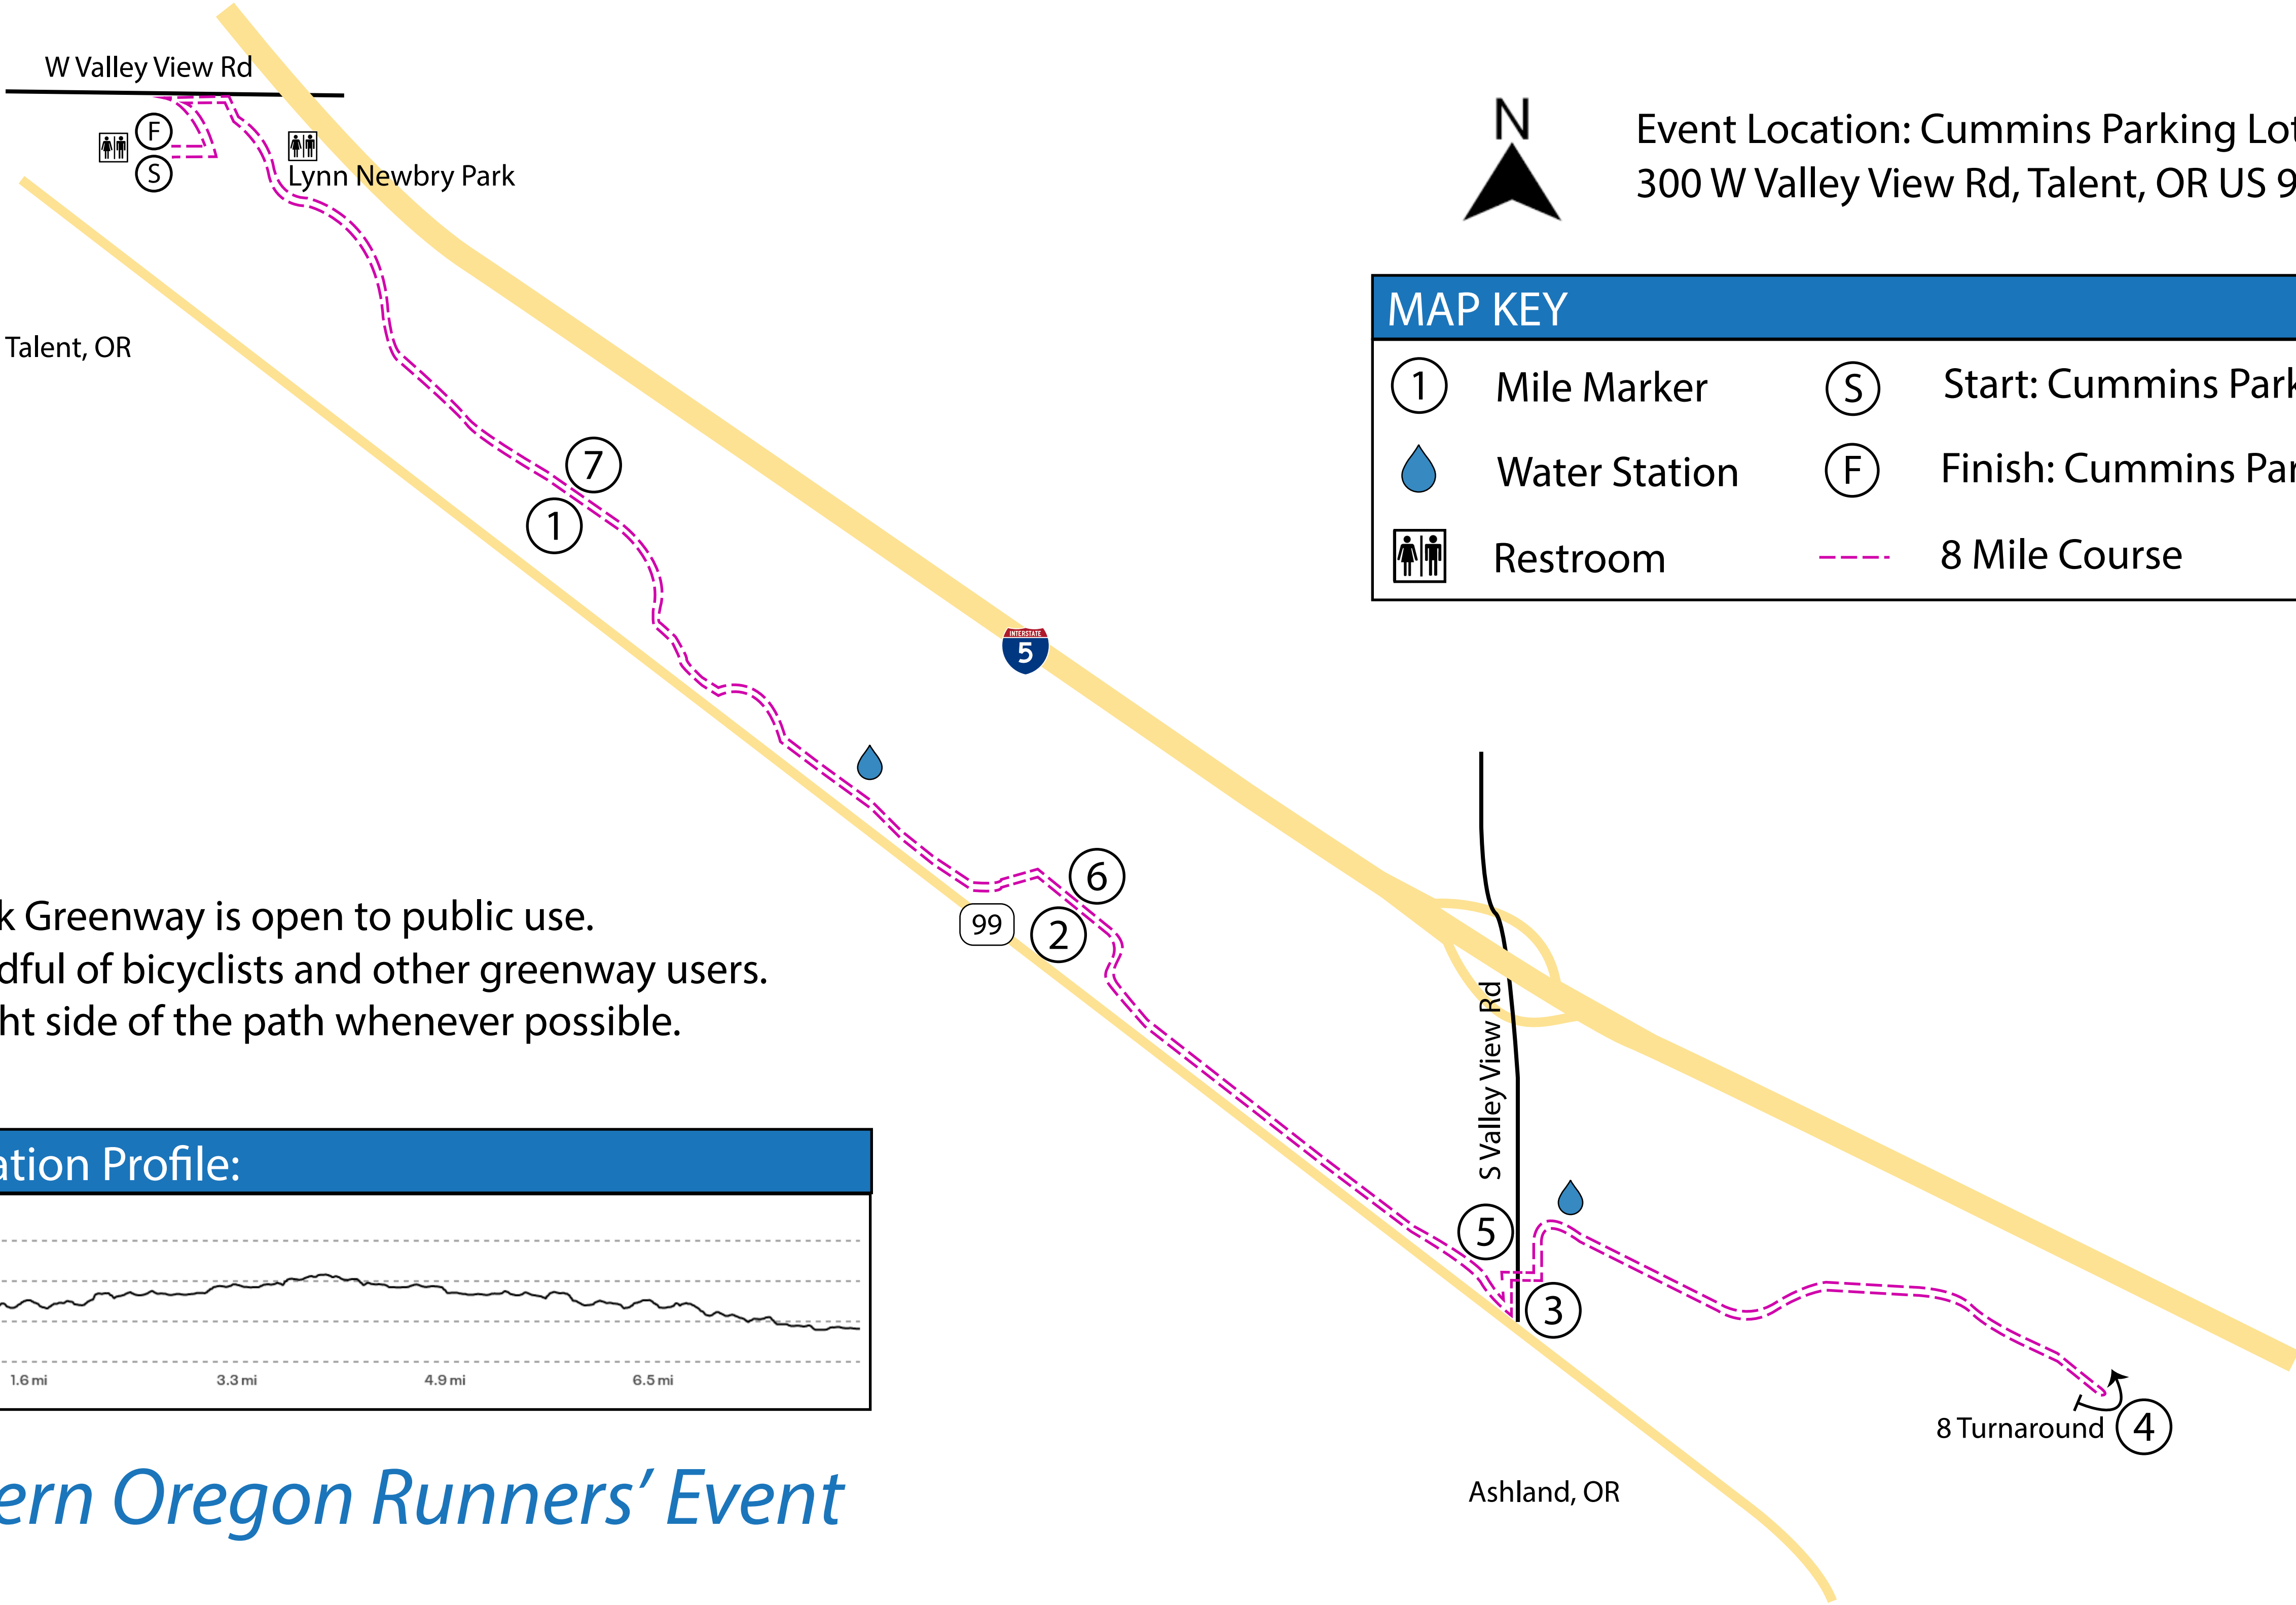 W Valley View Rd
F
S
Lynn Newbry Park
Talent, OR
N
Event Location: Cummins Parking Lot
300 W Valley View Rd, Talent, OR US 9
MAP KEY
1 Mile Marker
S Start: Cummins Park
Water Station
F Finish: Cummins Par
Restroom
8 Mile Course
7
1
INTERSTATE
5
6
2
99
k Greenway is open to public use.
dful of bicyclists and other greenway users.
ht side of the path whenever possible.
S Valley View Rd
5
3
8 Turnaround
4
Ashland, OR
ation Profile:
1.6 mi 3.3 mi 4.9 mi 6.5 mi
ern Oregon Runners’ Event